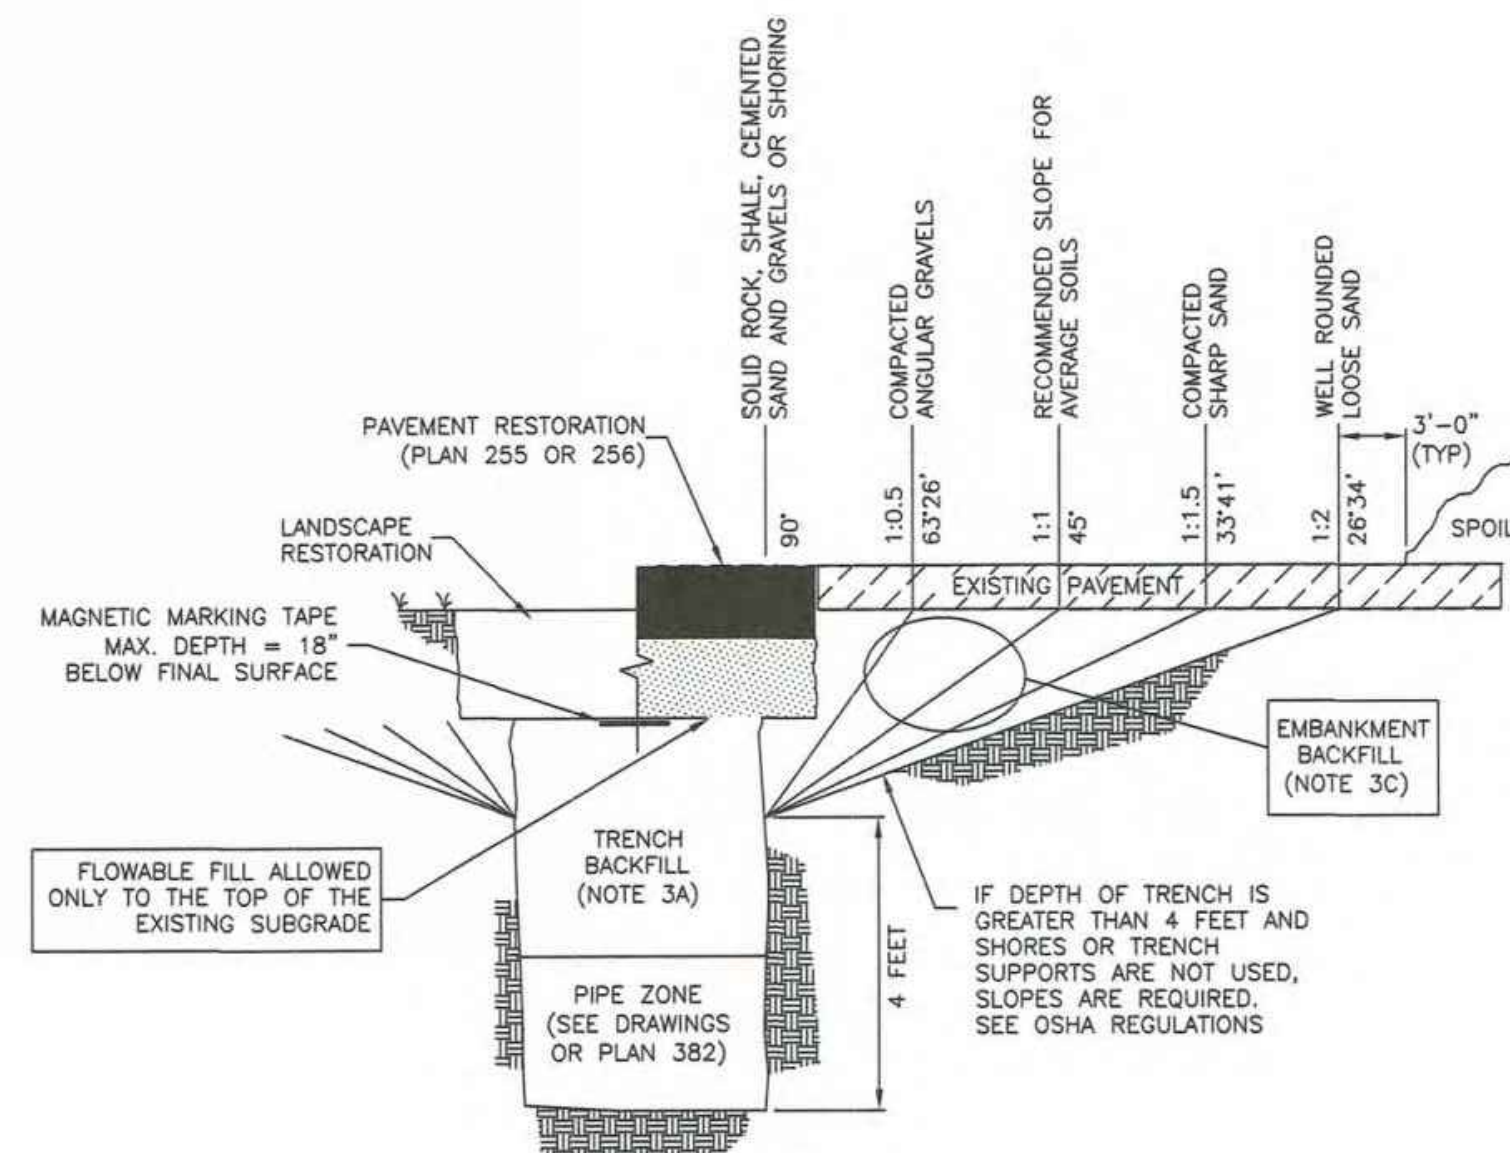 SOLID ROCK, SHALE, CEMENTED
SAND AND GRAVELS OR SHORING
90°
COMPACTED
ANGULAR GRAVELS
1:0.5
63°26'
RECOMMENDED SLOPE FOR
AVERAGE SOILS
1:1
45°
COMPACTED
SHARP SAND
1:1.5
33°41'
WELL ROUNDED
LOOSE SAND
1:2
26°34'
3'-0"
(TYP)
SPOIL
PAVEMENT RESTORATION
(PLAN 255 OR 256)
LANDSCAPE
RESTORATION
EXISTING PAVEMENT
MAGNETIC MARKING TAPE
MAX. DEPTH = 18"
BELOW FINAL SURFACE
EMBANKMENT
BACKFILL
(NOTE 3C)
TRENCH
BACKFILL
(NOTE 3A)
FLOWABLE FILL ALLOWED
ONLY TO THE TOP OF THE
EXISTING SUBGRADE
4 FEET
IF DEPTH OF TRENCH IS
GREATER THAN 4 FEET AND
SHORES OR TRENCH
SUPPORTS ARE NOT USED,
SLOPES ARE REQUIRED.
SEE OSHA REGULATIONS
PIPE ZONE
(SEE DRAWINGS
OR PLAN 382)